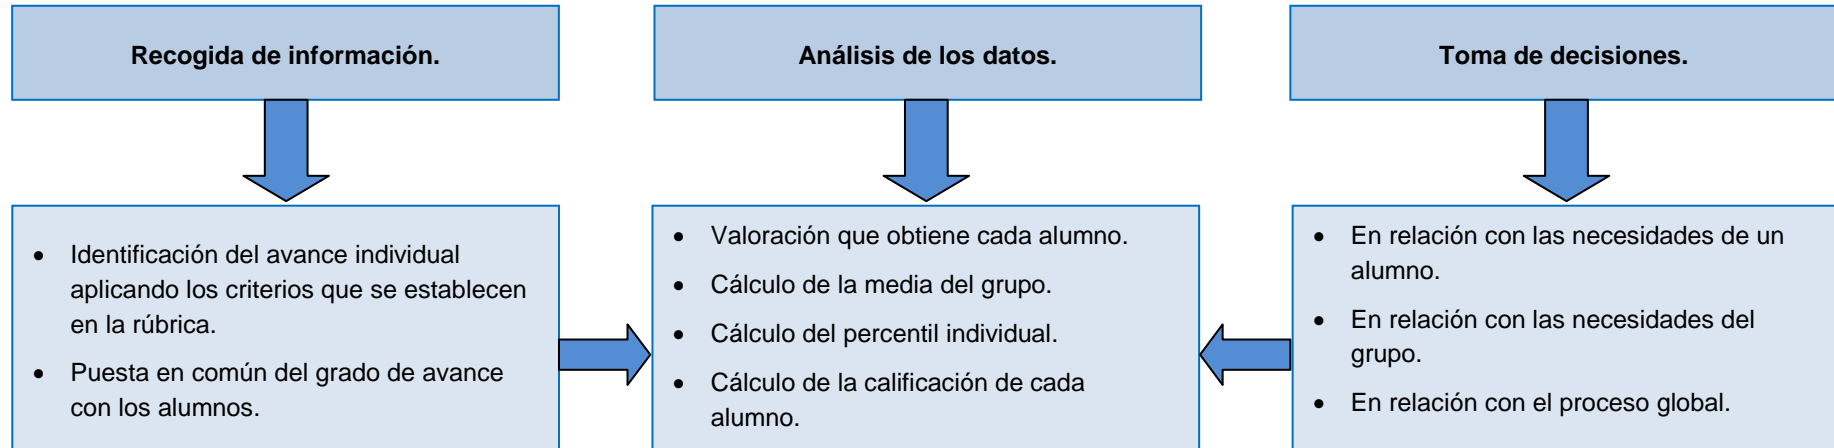 Recogida de información.
Análisis de los datos.
Toma de decisiones.
• Identificación del avance individual
aplicando los criterios que se establecen
en la rúbrica.
• Puesta en común del grado de avance
con los alumnos.
• Valoración que obtiene cada alumno.
• Cálculo de la media del grupo.
• Cálculo del percentil individual.
• Cálculo de la calificación de cada
alumno.
• En relación con las necesidades de un
alumno.
• En relación con las necesidades del
grupo.
• En relación con el proceso global.